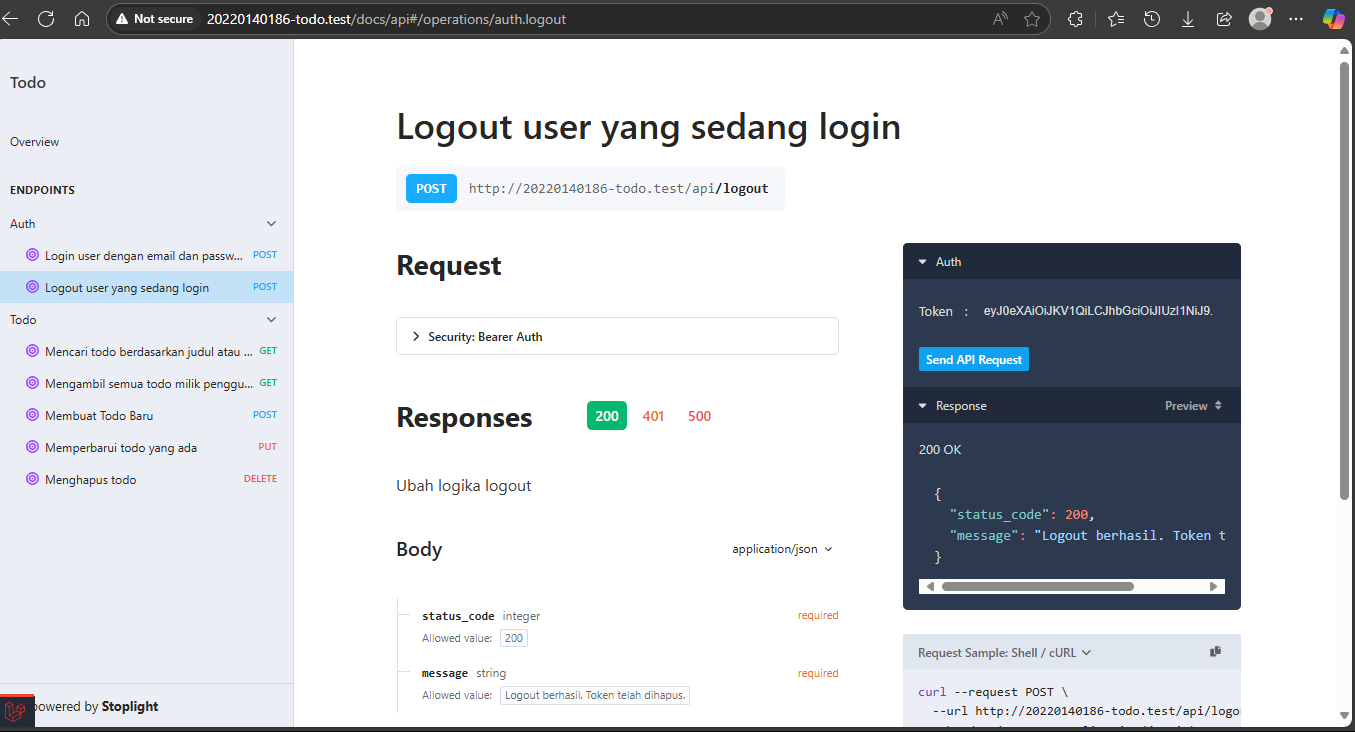 Not secure
20220140186-todo.test/docs/api#/operations/auth.logout
Todo
Overview
ENDPOINTS
Auth
Login user dengan email dan passw... POST
Logout user yang sedang login POST
Todo
Mencari todo berdasarkan judul atau ... GET
Mengambil semua todo milik penggu... GET
Membuat Todo Baru POST
Memperbarui todo yang ada PUT
Menghapus todo DELETE
powered by Stoplight
Logout user yang sedang login
POST http://20220140186-todo.test/api/logout
Request
Security: Bearer Auth
Responses 200 401 500
Ubah logika logout
Body application/json
status_code integer required
Allowed value: 200
message string required
Allowed value: Logout berhasil. Token telah dihapus.
Auth
Token : eyJ0eXAiOiJKV1QiLCJhbGciOiJIUzI1NiJ9.
Send API Request
Response Preview
200 OK
{
"status_code": 200,
"message": "Logout berhasil. Token t
}
Request Sample: Shell / cURL
curl --request POST \
--url http://20220140186-todo.test/api/logo